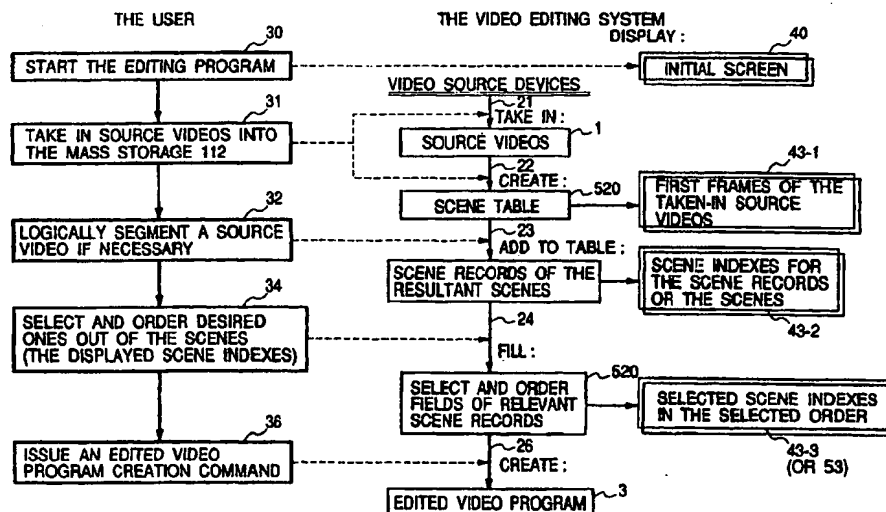 THE USER
THE VIDEO EDITING SYSTEM
DISPLAY :
30
START THE EDITING PROGRAM
40
INITIAL SCREEN
VIDEO SOURCE DEVICES
21
TAKE IN :
31
TAKE IN SOURCE VIDEOS INTO
THE MASS STORAGE 112
1
SOURCE VIDEOS
22
CREATE :
520
SCENE TABLE
43-1
FIRST FRAMES OF THE
TAKEN-IN SOURCE
VIDEOS
32
LOGICALLY SEGMENT A SOURCE
VIDEO IF NECESSARY
23
ADD TO TABLE :
SCENE RECORDS OF THE
RESULTANT SCENES
SCENE INDEXES FOR
THE SCENE RECORDS
OR THE SCENES
43-2
34
SELECT AND ORDER DESIRED
ONES OUT OF THE SCENES
(THE DISPLAYED SCENE INDEXES)
24
FILL :
520
SELECT AND ORDER
FIELDS OF RELEVANT
SCENE RECORDS
SELECTED SCENE INDEXES
IN THE SELECTED ORDER
43-3
(OR 53)
36
ISSUE AN EDITED VIDEO
PROGRAM CREATION COMMAND
26
CREATE :
3
EDITED VIDEO PROGRAM